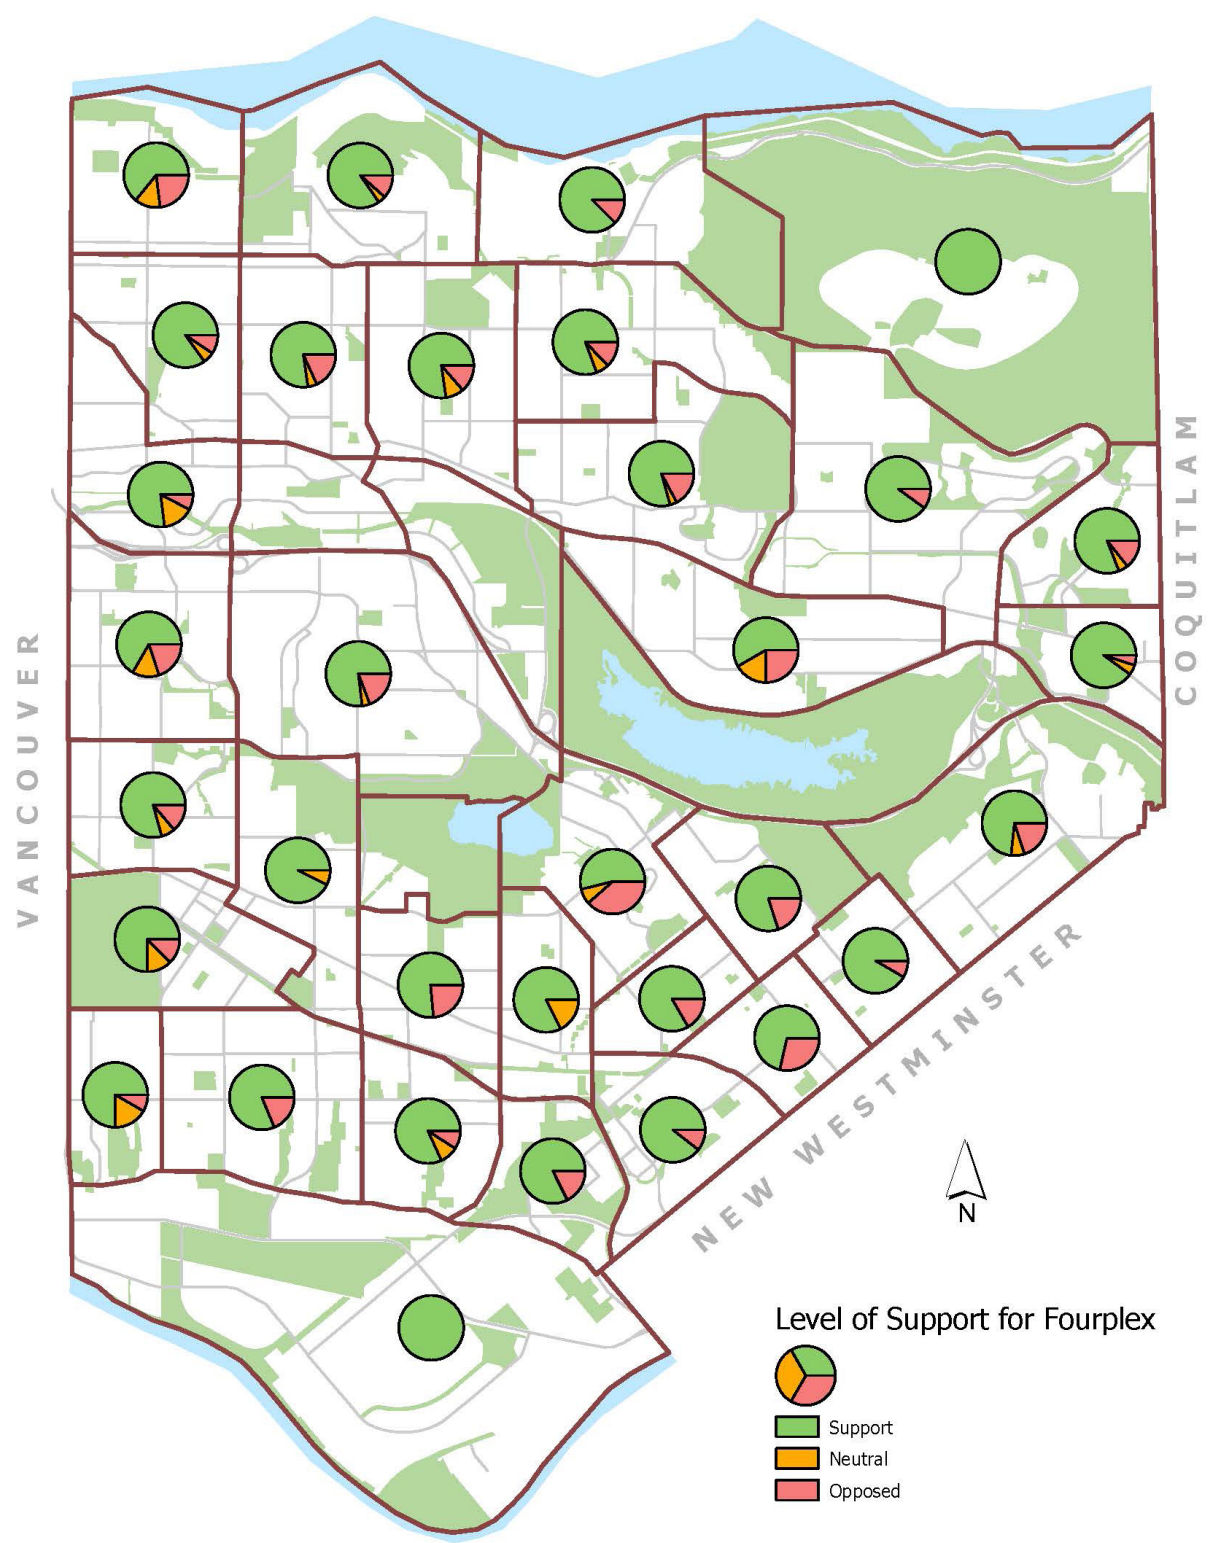 COQUITLAM
VANCOUVER
NEW WESTMINSTER
N
Level of Support for Fourplex
Support
Neutral
Opposed